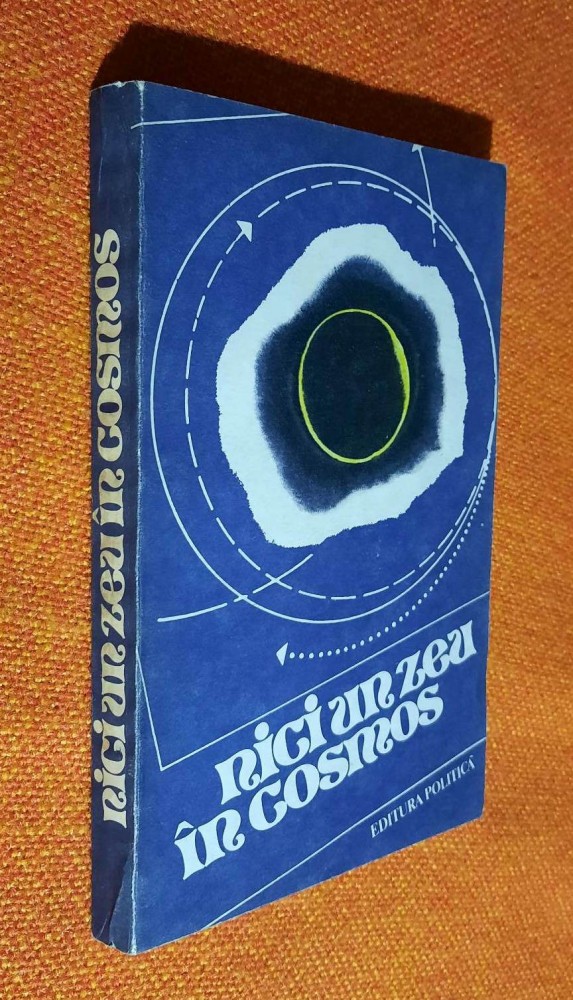 nici un zeu în cosmos
nici un zeu
în cosmos
EDITURA POLITICĂ